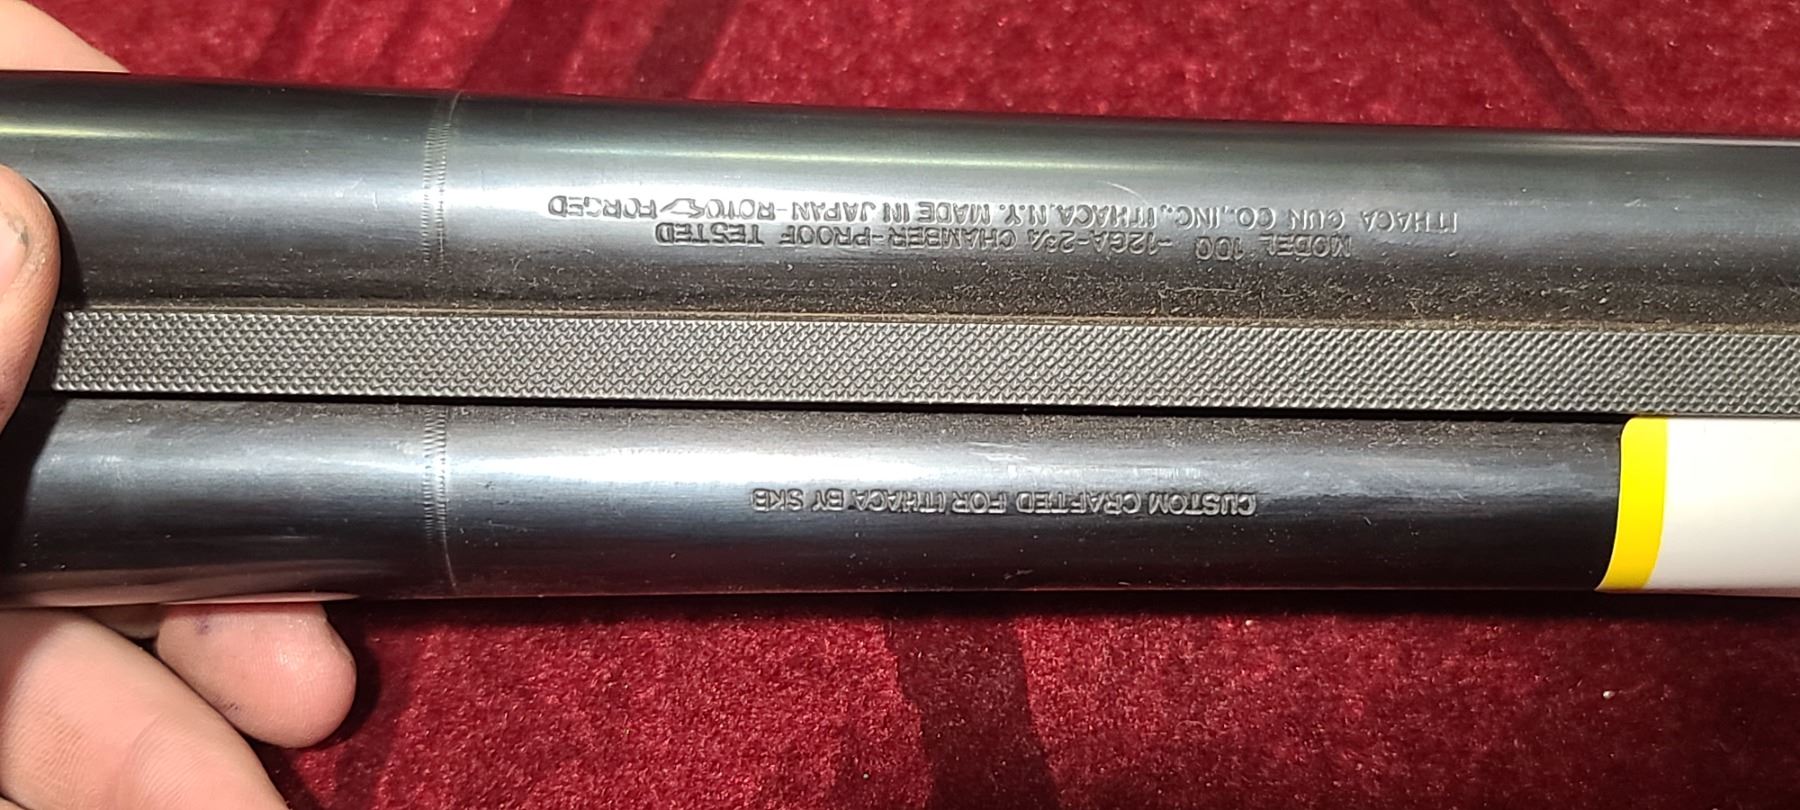 CUSTOM CRAFTED FOR ITHACA BY SKB
MODEL 100 -12GA-2¾ CHAMBER-PROOF TESTED
ITHACA GUN CO., INC., ITHACA, N.Y. MADE IN JAPAN-ROTO FORGED